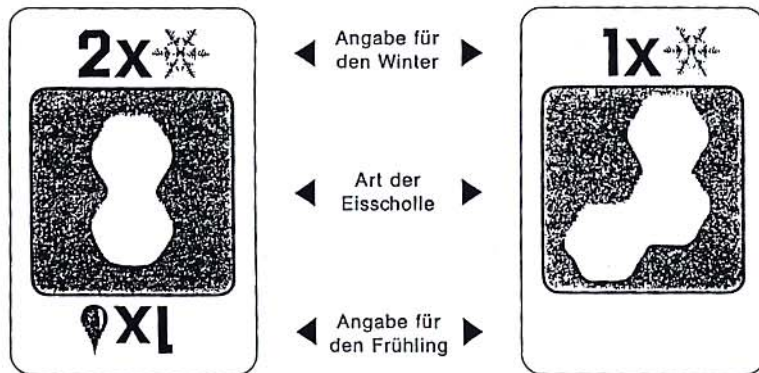 2x
Angabe für
den Winter
1x
Art der
Eisscholle
1x
Angabe für
den Frühling